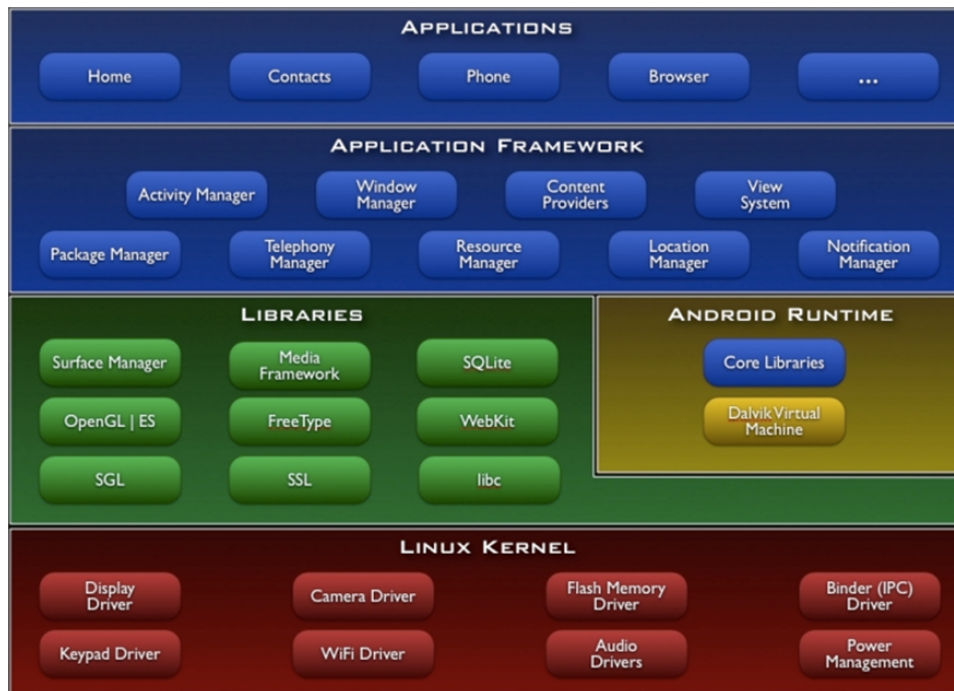 APPLICATIONS
Home
Contacts
Phone
Browser
...
APPLICATION FRAMEWORK
Activity Manager
Window
Manager
Content
Providers
View
System
Package Manager
Telephony
Manager
Resource
Manager
Location
Manager
Notification
Manager
LIBRARIES
Surface Manager
Media
Framework
SQLite
OpenGL | ES
FreeType
WebKit
SGL
SSL
libc
ANDROID RUNTIME
Core Libraries
Dalvik Virtual
Machine
LINUX KERNEL
Display
Driver
Camera Driver
Flash Memory
Driver
Binder (IPC)
Driver
Keypad Driver
WiFi Driver
Audio
Drivers
Power
Management